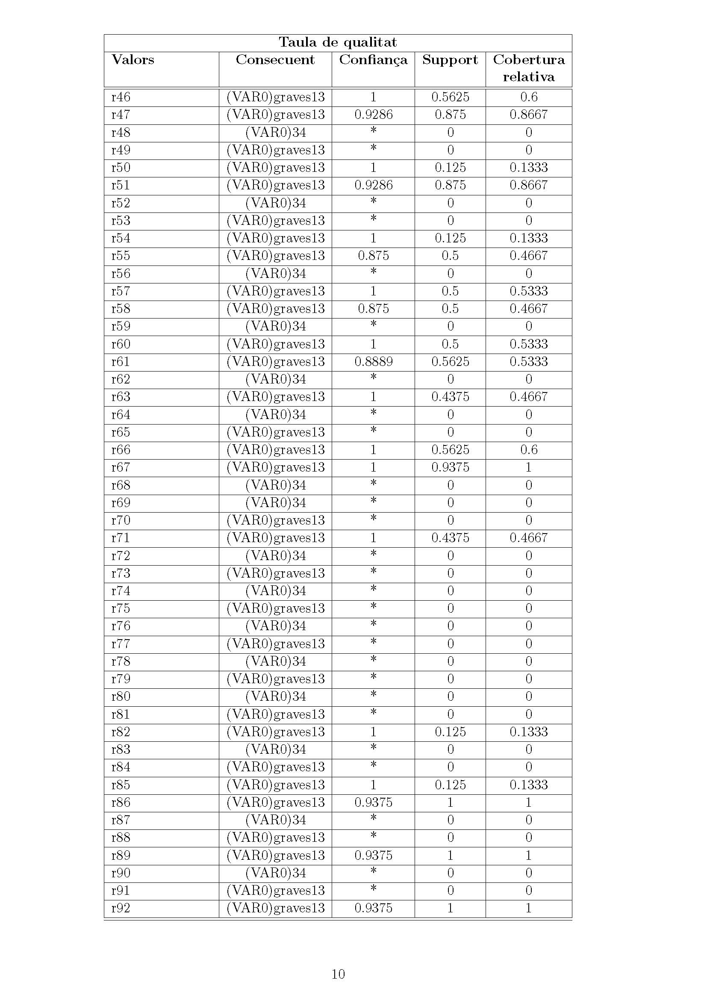 Taula de qualitat
Valors Consecuent Confiança Support Cobertura
relativa
r46 (VAR0)graves13 1 0.5625 0.6
r47 (VAR0)graves13 0.9286 0.875 0.8667
r48 (VAR0)34 * 0 0
r49 (VAR0)graves13 * 0 0
r50 (VAR0)graves13 1 0.125 0.1333
r51 (VAR0)graves13 0.9286 0.875 0.8667
r52 (VAR0)34 * 0 0
r53 (VAR0)graves13 * 0 0
r54 (VAR0)graves13 1 0.125 0.1333
r55 (VAR0)graves13 0.875 0.5 0.4667
r56 (VAR0)34 * 0 0
r57 (VAR0)graves13 1 0.5 0.5333
r58 (VAR0)graves13 0.875 0.5 0.4667
r59 (VAR0)34 * 0 0
r60 (VAR0)graves13 1 0.5 0.5333
r61 (VAR0)graves13 0.8889 0.5625 0.5333
r62 (VAR0)34 * 0 0
r63 (VAR0)graves13 1 0.4375 0.4667
r64 (VAR0)34 * 0 0
r65 (VAR0)graves13 * 0 0
r66 (VAR0)graves13 1 0.5625 0.6
r67 (VAR0)graves13 1 0.9375 1
r68 (VAR0)34 * 0 0
r69 (VAR0)34 * 0 0
r70 (VAR0)graves13 * 0 0
r71 (VAR0)graves13 1 0.4375 0.4667
r72 (VAR0)34 * 0 0
r73 (VAR0)graves13 * 0 0
r74 (VAR0)34 * 0 0
r75 (VAR0)graves13 * 0 0
r76 (VAR0)34 * 0 0
r77 (VAR0)graves13 * 0 0
r78 (VAR0)34 * 0 0
r79 (VAR0)graves13 * 0 0
r80 (VAR0)34 * 0 0
r81 (VAR0)graves13 * 0 0
r82 (VAR0)graves13 1 0.125 0.1333
r83 (VAR0)34 * 0 0
r84 (VAR0)graves13 * 0 0
r85 (VAR0)graves13 1 0.125 0.1333
r86 (VAR0)graves13 0.9375 1 1
r87 (VAR0)34 * 0 0
r88 (VAR0)graves13 * 0 0
r89 (VAR0)graves13 0.9375 1 1
r90 (VAR0)34 * 0 0
r91 (VAR0)graves13 * 0 0
r92 (VAR0)graves13 0.9375 1 1
10